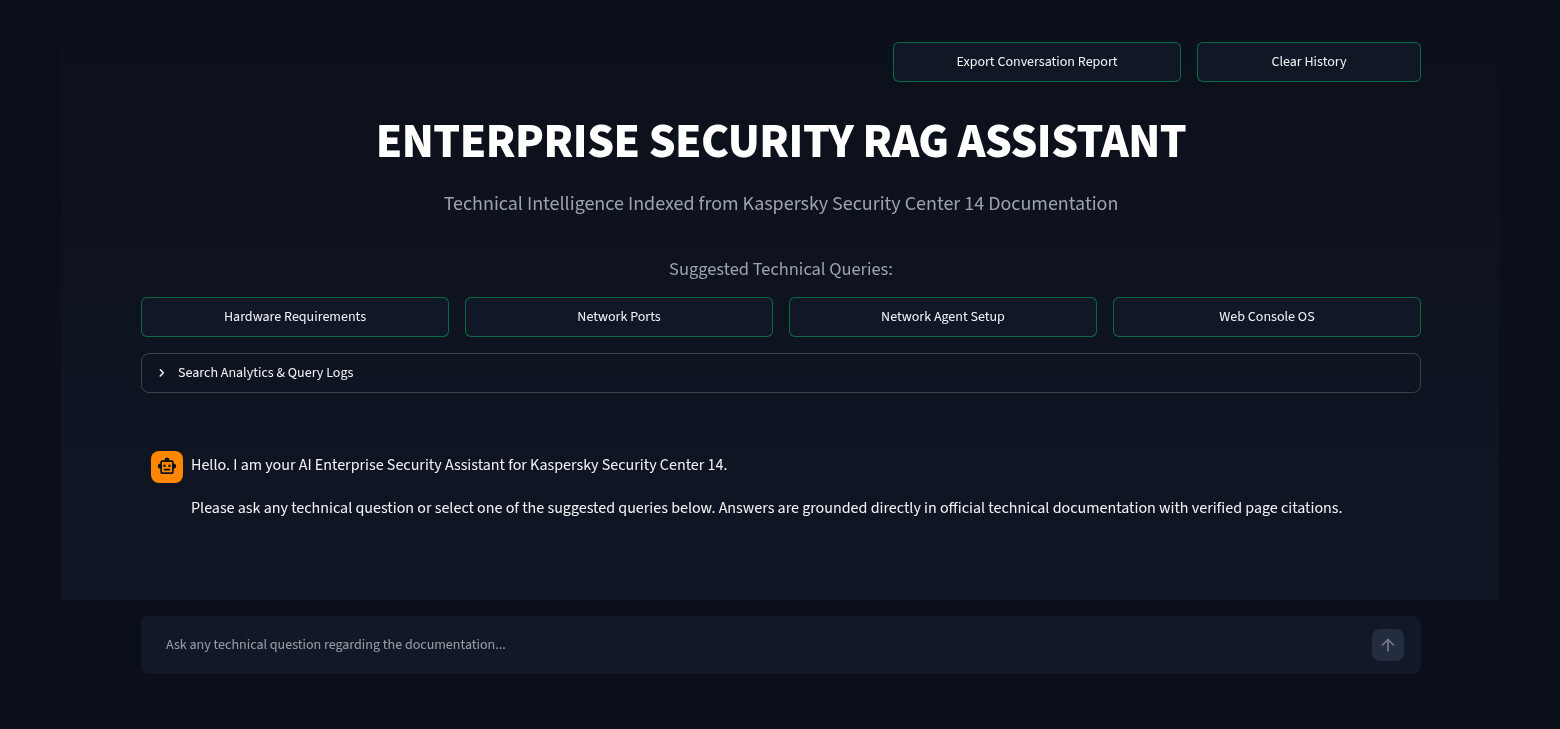 Export Conversation Report
Clear History
ENTERPRISE SECURITY RAG ASSISTANT
Technical Intelligence Indexed from Kaspersky Security Center 14 Documentation
Suggested Technical Queries:
Hardware Requirements
Network Ports
Network Agent Setup
Web Console OS
Search Analytics & Query Logs
Hello. I am your AI Enterprise Security Assistant for Kaspersky Security Center 14.
Please ask any technical question or select one of the suggested queries below. Answers are grounded directly in official technical documentation with verified page citations.
Ask any technical question regarding the documentation...